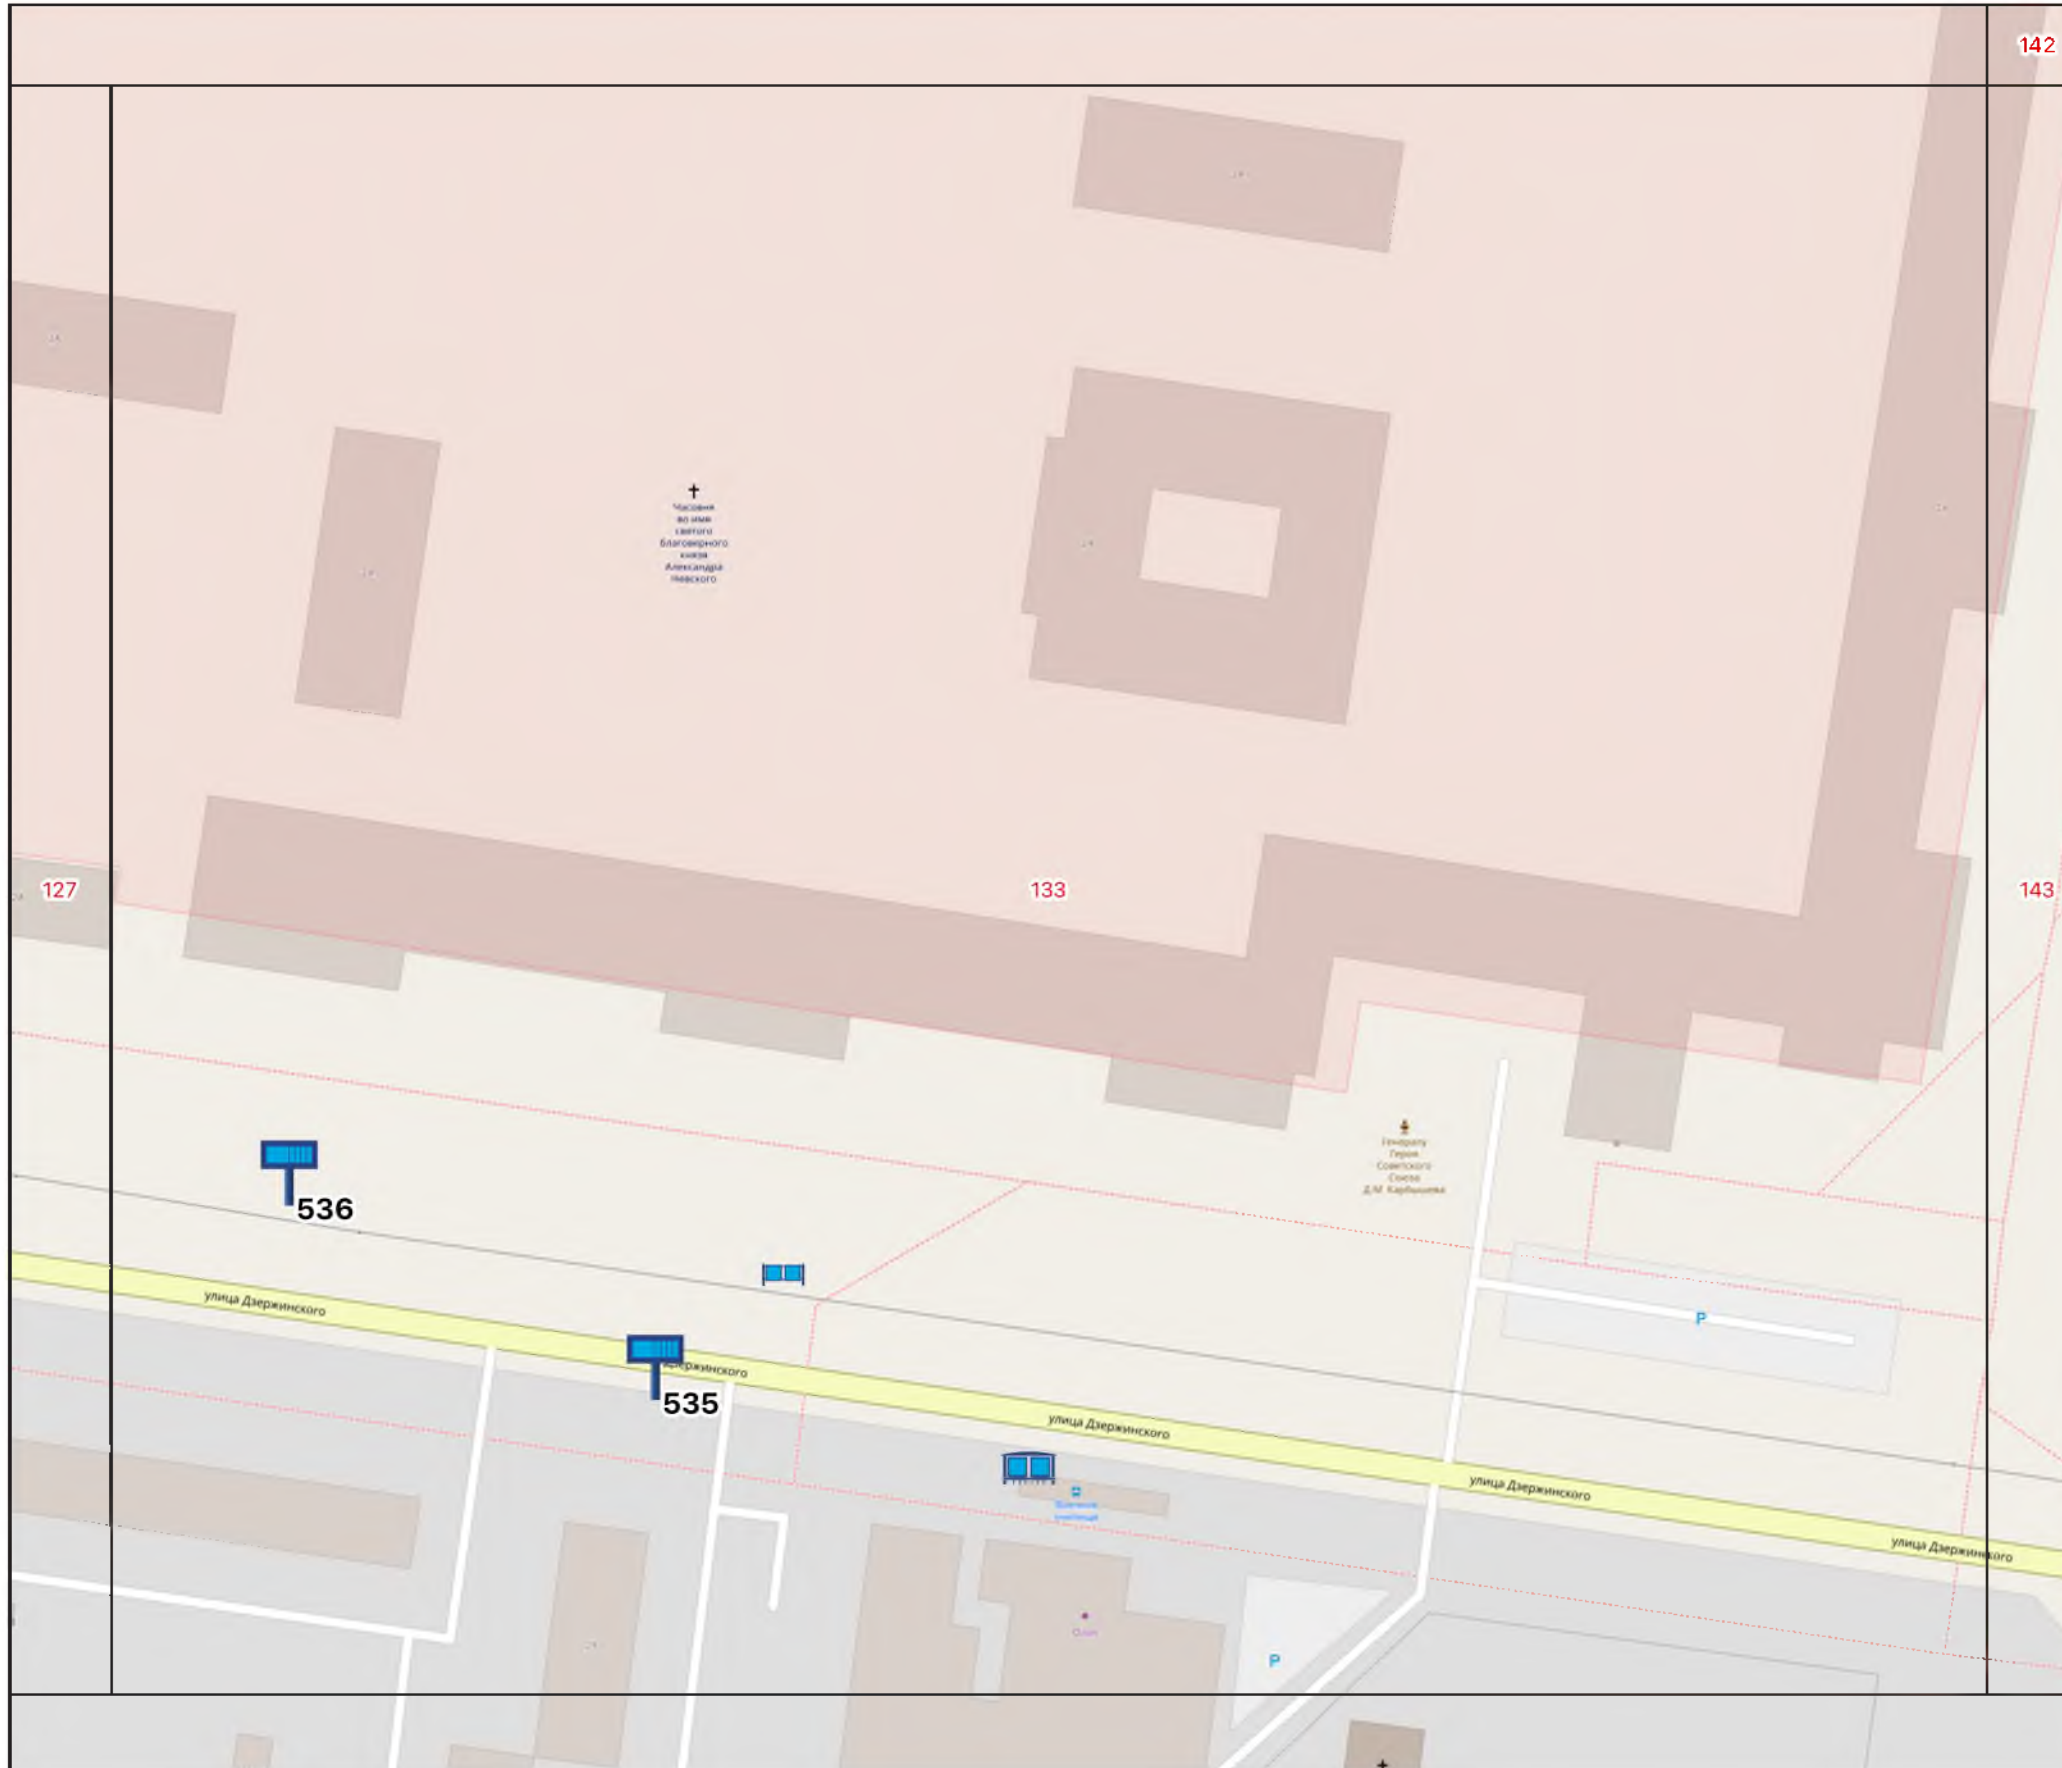 142
Часовня
во имя
святого
благоверного
князя
Александра
Невского
127
133
143
Генералу
Герою
Советского
Союза
Д.М. Карбышева
536
улица Дзержинского
P
535
Дзержинского
улица Дзержинского
улица Дзержинского
улица Дзержинского
P